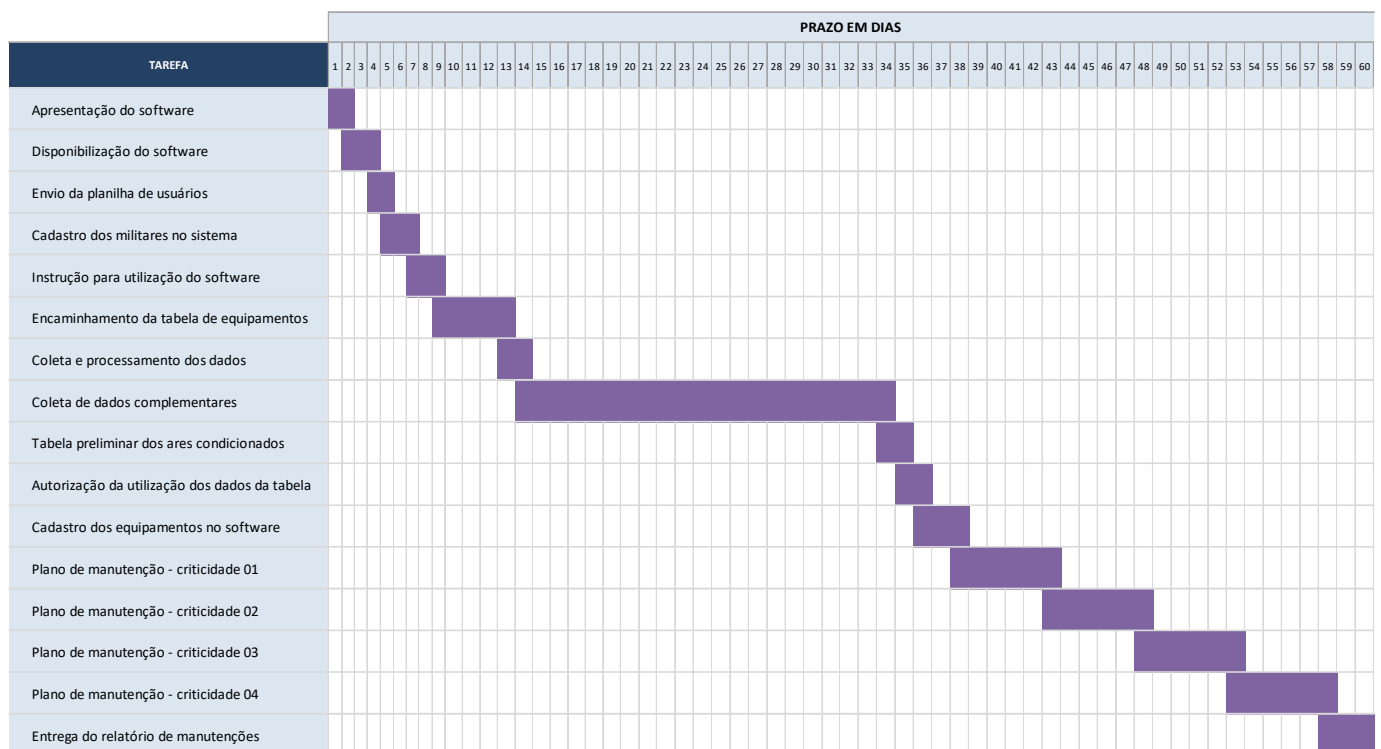 PRAZO EM DIAS
TAREFA 1 2 3 4 5 6 7 8 9 10 11 12 13 14 15 16 17 18 19 20 21 22 23 24 25 26 27 28 29 30 31 32 33 34 35 36 37 38 39 40 41 42 43 44 45 46 47 48 49 50 51 52 53 54 55 56 57 58 59 60
Apresentação do software
Disponibilização do software
Envio da planilha de usuários
Cadastro dos militares no sistema
Instrução para utilização do software
Encaminhamento da tabela de equipamentos
Coleta e processamento dos dados
Coleta de dados complementares
Tabela preliminar dos ares condicionados
Autorização da utilização dos dados da tabela
Cadastro dos equipamentos no software
Plano de manutenção - criticidade 01
Plano de manutenção - criticidade 02
Plano de manutenção - criticidade 03
Plano de manutenção - criticidade 04
Entrega do relatório de manutenções